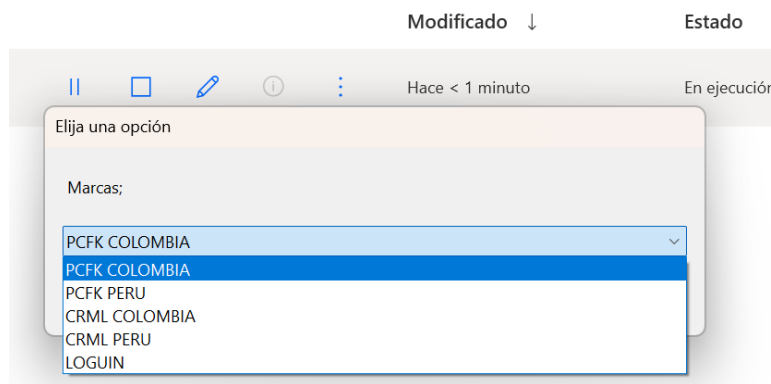 Modificado ↓ Estado
Hace < 1 minuto En ejecución
Elija una opción
Marcas;
PCFK COLOMBIA
PCFK COLOMBIA
PCFK PERU
CRML COLOMBIA
CRML PERU
LOGUIN